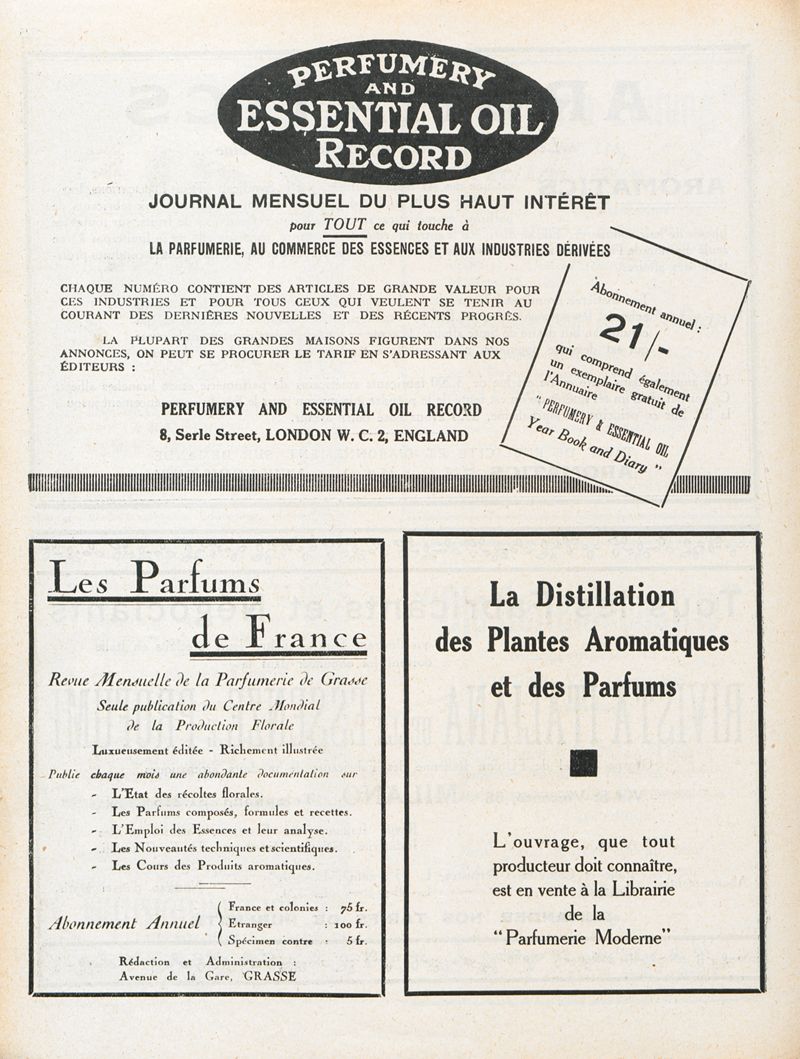 PERFUMERY
AND
ESSENTIAL OIL
RECORD
JOURNAL MENSUEL DU PLUS HAUT INTÉRÊT
pour TOUT ce qui touche à
LA PARFUMERIE, AU COMMERCE DES ESSENCES ET AUX INDUSTRIES DÉRIVÉES
CHAQUE NUMÉRO CONTIENT DES ARTICLES DE GRANDE VALEUR POUR
CES INDUSTRIES ET POUR TOUS CEUX QUI VEULENT SE TENIR AU
COURANT DES DERNIÈRES NOUVELLES ET DES RÉCENTS PROGRÈS.
LA PLUPART DES GRANDES MAISONS FIGURENT DANS NOS
ANNONCES, ON PEUT SE PROCURER LE TARIF EN S'ADRESSANT AUX
ÉDITEURS :
PERFUMERY AND ESSENTIAL OIL RECORD
8, Serle Street, LONDON W. C. 2, ENGLAND
Abonnement annuel :
21/-
qui comprend également
un exemplaire gratuit de
l'Annuaire
" PERFUMERY & ESSENTIAL OIL
Year Book and Diary "
Les Parfums
de France
Revue Mensuelle de la Parfumerie de Grasse
Seule publication du Centre Mondial
de la Production Florale
Luxueusement éditée - Richement illustrée
Publie chaque mois une abondante documentation sur
- L'Etat des récoltes florales.
- Les Parfums composés, formules et recettes.
- L'Emploi des Essences et leur analyse.
- Les Nouveautés techniques et scientifiques.
- Les Cours des Produits aromatiques.
Abonnement Annuel
France et colonies : 75 fr.
Etranger : 100 fr.
Spécimen contre : 5 fr.
Rédaction et Administration :
Avenue de la Gare, GRASSE
La Distillation
des Plantes Aromatiques
et des Parfums
L'ouvrage, que tout
producteur doit connaître,
est en vente à la Librairie
de la
"Parfumerie Moderne"